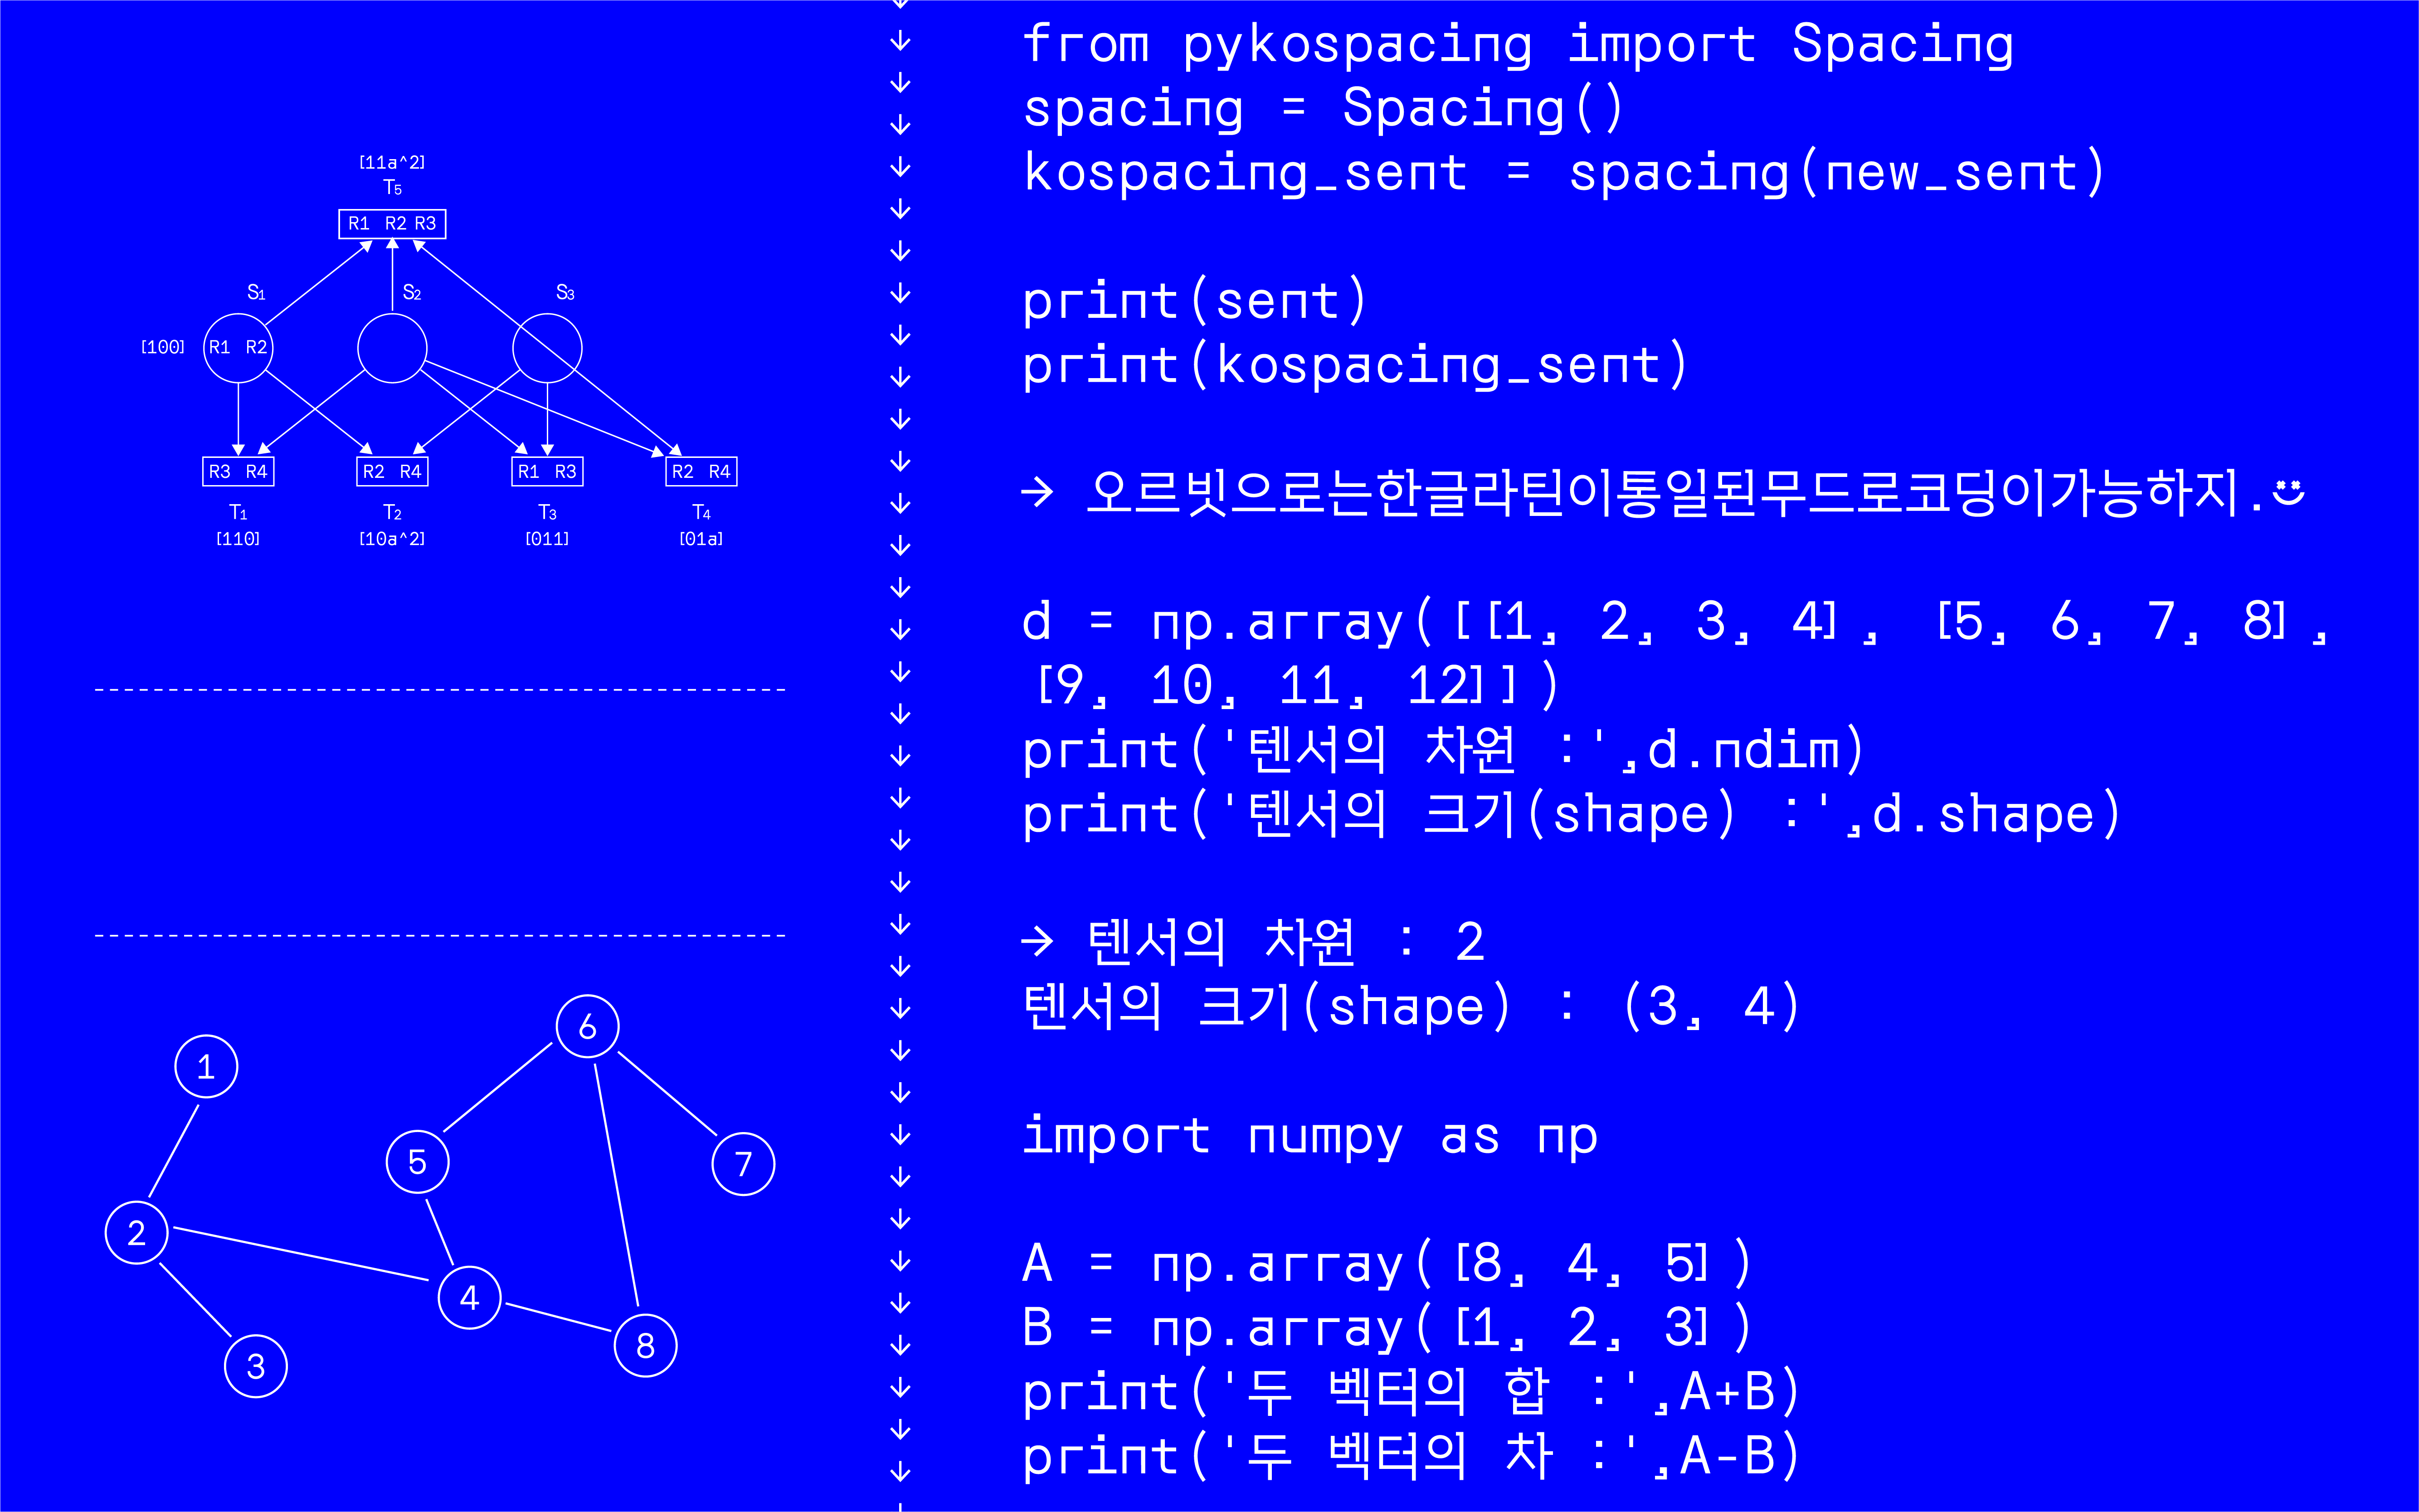 [11a^2]
T5
R1 R2 R3
S1 S2 S3
[100] R1 R2
R3 R4 R2 R4 R1 R3 R2 R4
T1 T2 T3 T4
[110] [10a^2] [011] [01a]
6
1
5
7
2
4
8
3
from pykospacing import Spacing
spacing = Spacing()
kospacing_sent = spacing(new_sent)
print(sent)
print(kospacing_sent)
→ 오르빗으로는한글라틴이통일된무드로코딩이가능하지.
d = np.array([[1, 2, 3, 4], [5, 6, 7, 8],
[9, 10, 11, 12]])
print('텐서의 차원 :',d.ndim)
print('텐서의 크기(shape) :',d.shape)
→ 텐서의 차원 : 2
텐서의 크기(shape) : (3, 4)
import numpy as np
A = np.array([8, 4, 5])
B = np.array([1, 2, 3])
print('두 벡터의 합 :',A+B)
print('두 벡터의 차 :',A-B)